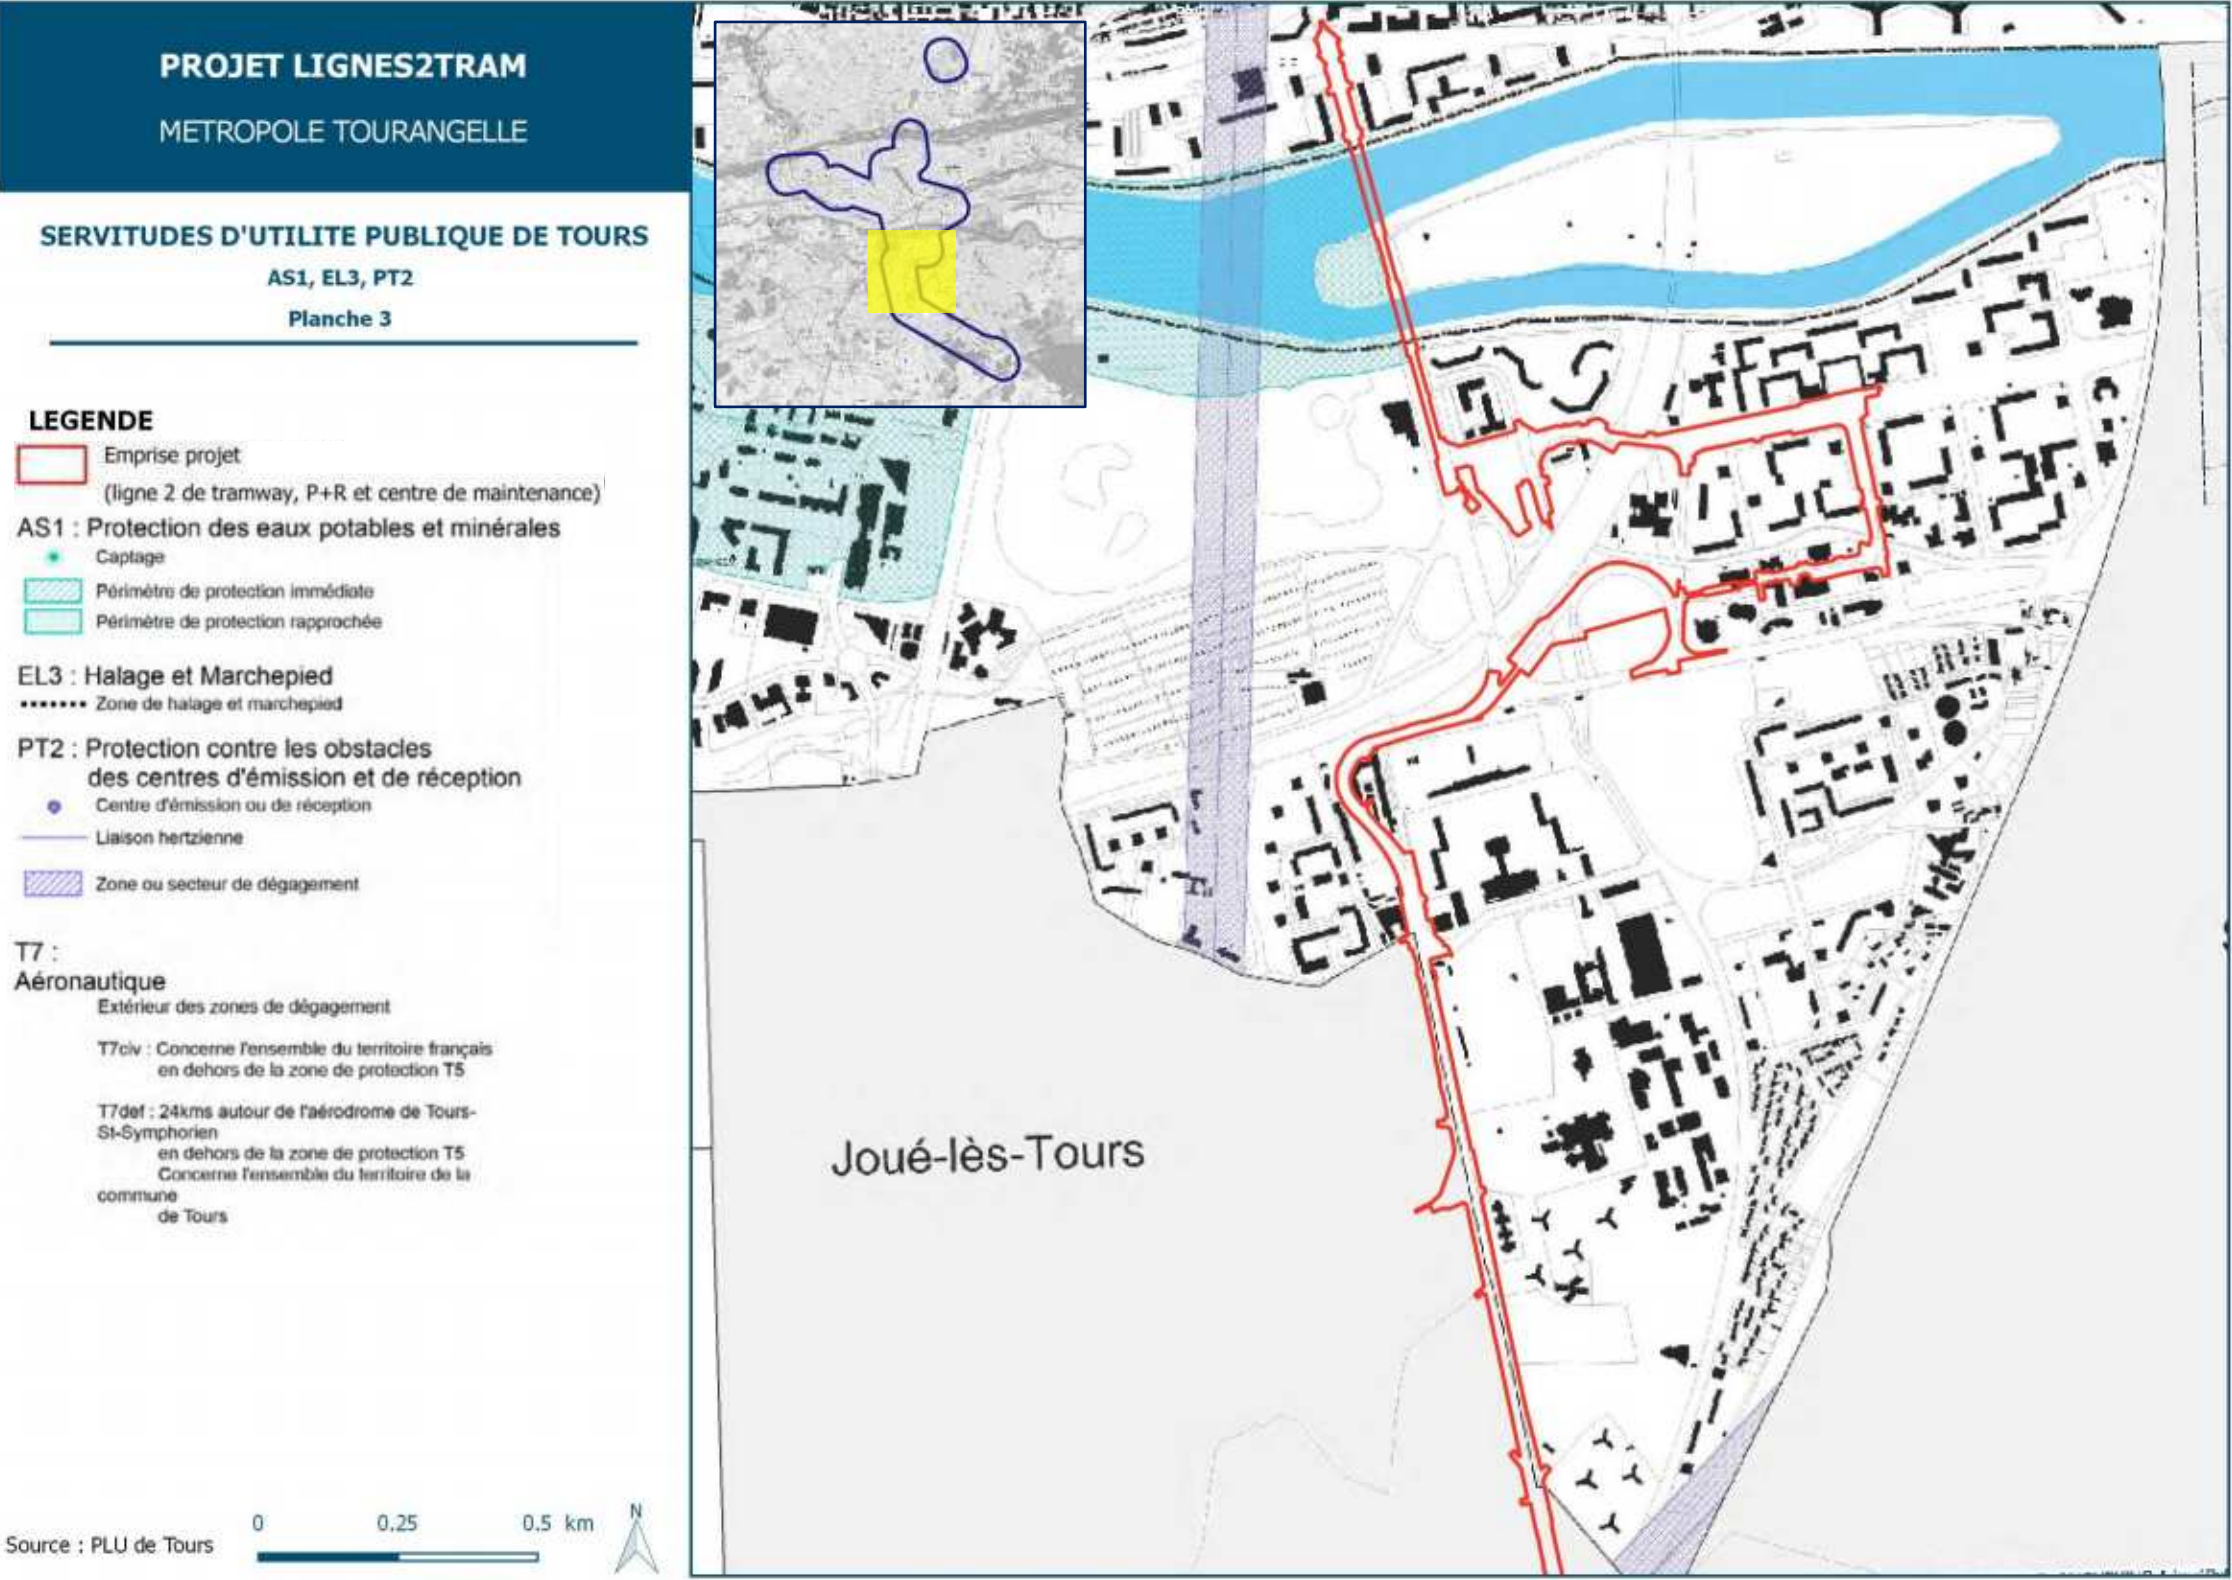 PROJET LIGNES2TRAM
METROPOLE TOURANGELLE
SERVITUDES D'UTILITE PUBLIQUE DE TOURS
AS1, EL3, PT2
Planche 3
LEGENDE
Emprise projet
(ligne 2 de tramway, P+R et centre de maintenance)
AS1 : Protection des eaux potables et minérales
Captage
Périmètre de protection immédiate
Périmètre de protection rapprochée
EL3 : Halage et Marchepied
Zone de halage et marchepied
PT2 : Protection contre les obstacles
des centres d'émission et de réception
Centre d'émission ou de réception
Liaison hertzienne
Zone ou secteur de dégagement
T7 :
Aéronautique
Extérieur des zones de dégagement
T7civ : Concerne l'ensemble du territoire français
en dehors de la zone de protection T5
T7def : 24kms autour de l'aérodrome de Tours-
St-Symphorien
en dehors de la zone de protection T5
Concerne l'ensemble du territoire de la
commune
de Tours
Source : PLU de Tours
0 0.25 0.5 km
N
Joué-lès-Tours